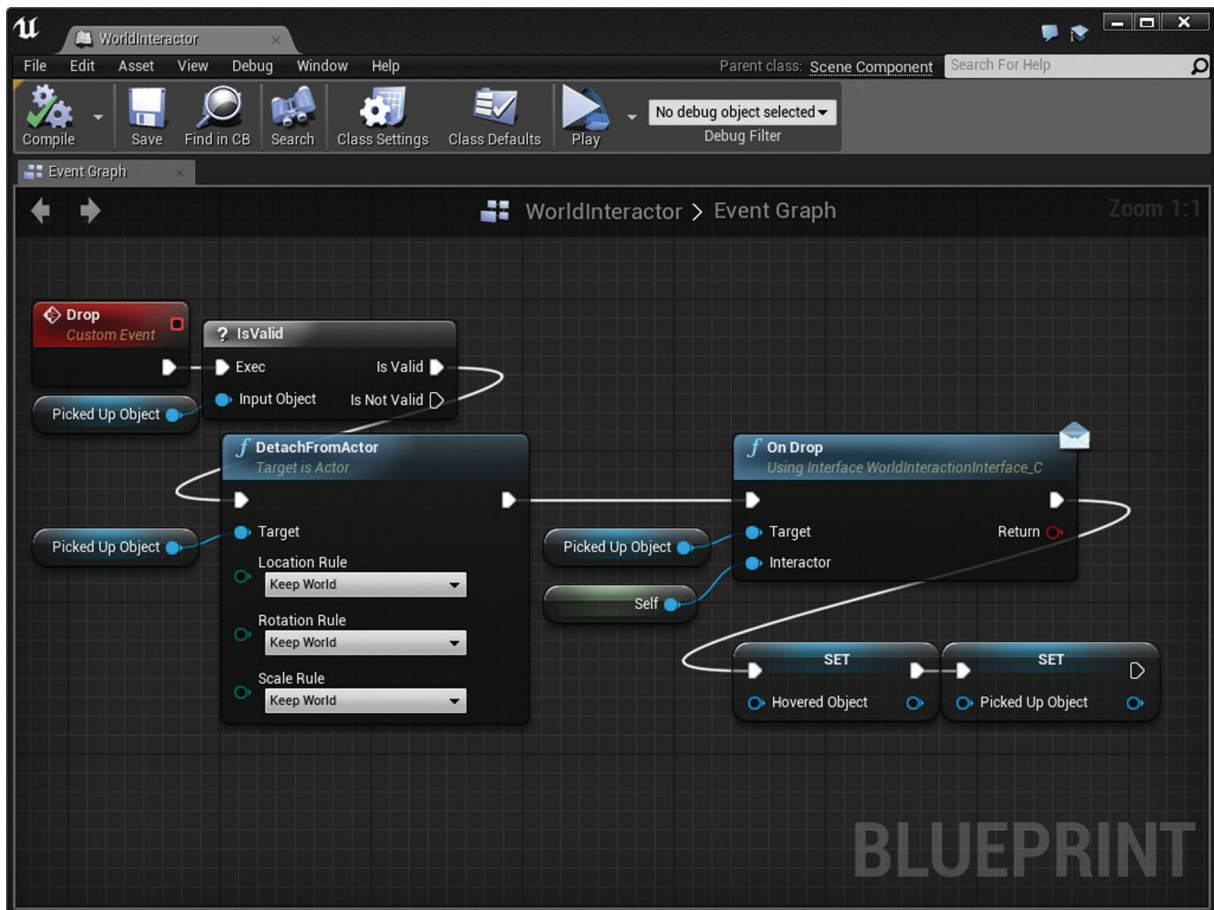 WorldInteractor
File Edit Asset View Debug Window Help
Parent class: Scene Component
Search For Help
Compile
Save
Find in CB
Search
Class Settings
Class Defaults
Play
No debug object selected
Debug Filter
Event Graph
WorldInteractor > Event Graph
Zoom 1:1
Drop
Custom Event
? IsValid
Exec
Is Valid
Input Object
Is Not Valid
Picked Up Object
f DetachFromActor
Target is Actor
Target
Picked Up Object
Location Rule
Keep World
Rotation Rule
Keep World
Scale Rule
Keep World
f On Drop
Using Interface WorldInteractionInterface_C
Target
Return
Interactor
Picked Up Object
Self
SET
Hovered Object
SET
Picked Up Object
BLUEPRINT